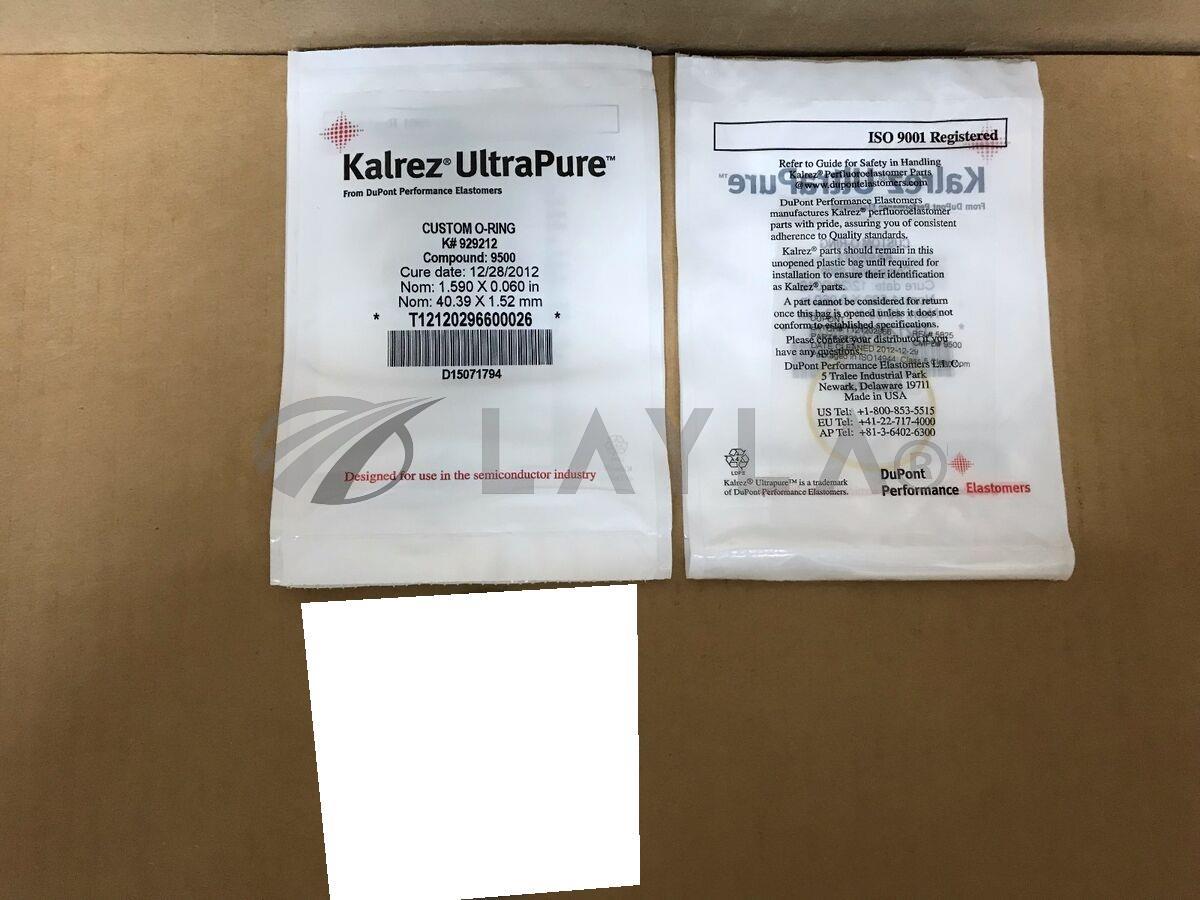 Kalrez® UltraPure™
From DuPont Performance Elastomers
CUSTOM O-RING
K# 929212
Compound: 9500
Cure date: 12/28/2012
Nom: 1.590 X 0.060 in
Nom: 40.39 X 1.52 mm
* T12120296600026 *
D15071794
Designed for use in the semiconductor industry
ISO 9001 Registered
Refer to Guide for Safety in Handling
Kalrez® Perfluoroelastomer Parts
@www.dupontelastomers.com
DuPont Performance Elastomers
manufactures Kalrez® perfluoroelastomer
parts with pride, assuring you of consistent
adherence to Quality standards.
Kalrez® parts should remain in this
unopened plastic bag until required for
installation to ensure their identification
as Kalrez® parts.
A part cannot be considered for return
once this bag is opened unless it does not
conform to established specifications.
Please contact your distributor if you
have any questions.
DATE CLEANED 2012-12-29
DuPont Performance Elastomers L.L.C.
5 Tralee Industrial Park
Newark, Delaware 19711
Made in USA
US Tel: +1-800-853-5515
EU Tel: +41-22-717-4000
AP Tel: +81-3-6402-6300
LDPE
Kalrez® Ultrapure™ is a trademark
of DuPont Performance Elastomers.
DuPont
Performance Elastomers
LAYLA®